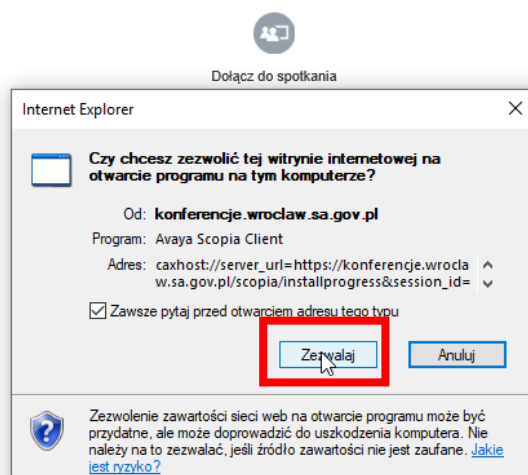 Dołącz do spotkania
Internet Explorer
Czy chcesz zezwolić tej witrynie internetowej na
otwarcie programu na tym komputerze?
Od: konferencje.wroclaw.sa.gov.pl
Program: Avaya Scopia Client
Adres: caxhost://server_url=https://konferencje.wrocla
w.sa.gov.pl/scopia/installprogress&session_id=
Zawsze pytaj przed otwarciem adresu tego typu
Zezwalaj Anuluj
Zezwolenie zawartości sieci web na otwarcie programu może być
przydatne, ale może doprowadzić do uszkodzenia komputera. Nie
należy na to zezwalać, jeśli źródło zawartości nie jest zaufane. Jakie
jest ryzyko?